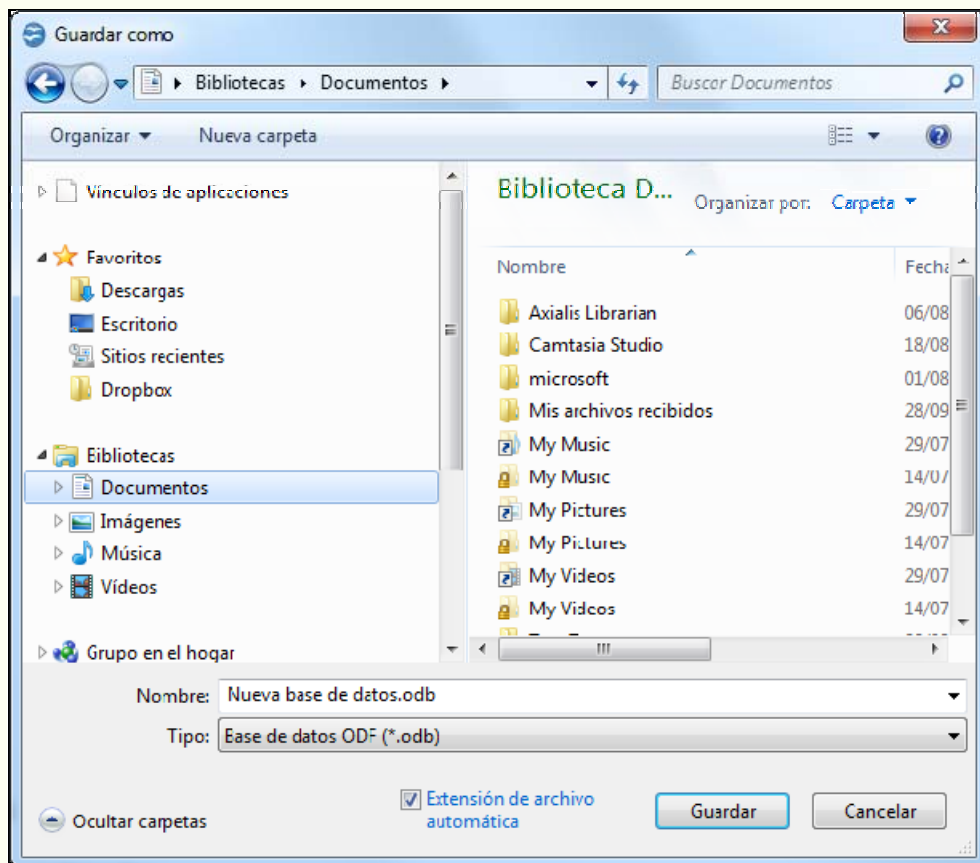 Guardar como
Bibliotecas Documentos
Buscar Documentos
Organizar
Nueva carpeta
Vínculos de aplicaciones
Favoritos
Descargas
Escritorio
Sitios recientes
Dropbox
Bibliotecas
Documentos
Imágenes
Música
Vídeos
Grupo en el hogar
Biblioteca D...
Organizar por: Carpeta
Nombre Fecha
Axialis Librarian 06/08
Camtasia Studio 18/08
microsoft 01/08
Mis archivos recibidos 28/09
My Music 29/07
My Music 14/07
My Pictures 29/07
My Pictures 14/07
My Videos 29/07
My Videos 14/07
Nombre: Nueva base de datos.odb
Tipo: Base de datos ODF (*.odb)
Ocultar carpetas
Extensión de archivo
automática
Guardar
Cancelar